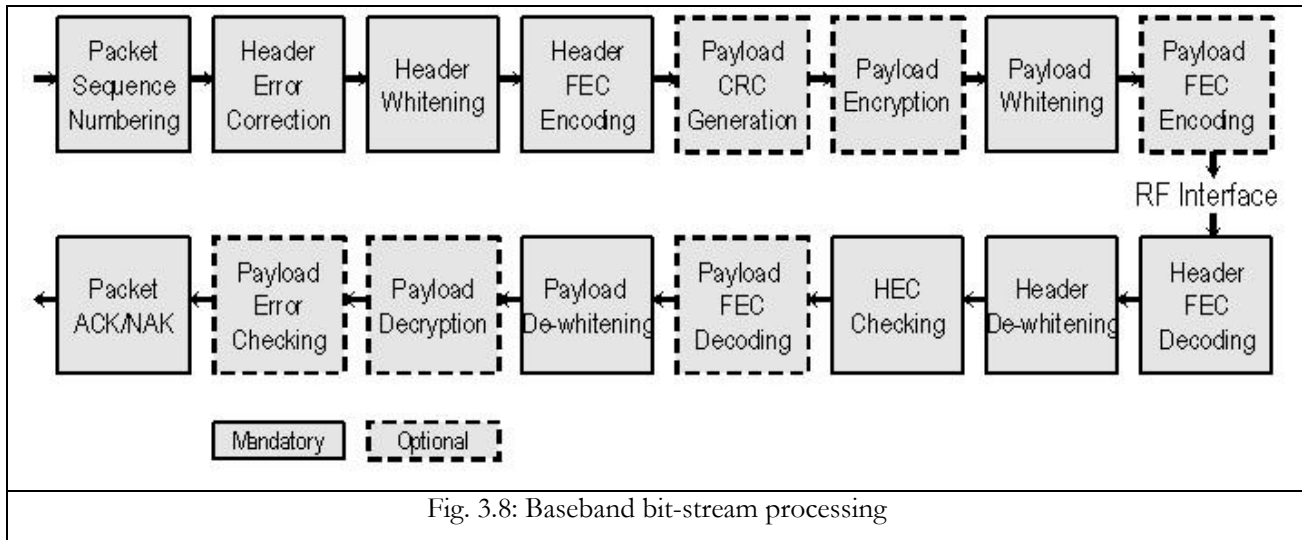 Packet
Sequence
Numbering
Header
Error
Correction
Header
Whitening
Header
FEC
Encoding
Payload
CRC
Generation
Payload
Encryption
Payload
Whitening
Payload
FEC
Encoding
RF Interface
Header
FEC
Decoding
Header
De-whitening
HEC
Checking
Payload
FEC
Decoding
Payload
De-whitening
Payload
Decryption
Payload
Error
Checking
Packet
ACK/NAK
Mandatory
Optional
Fig. 3.8: Baseband bit-stream processing